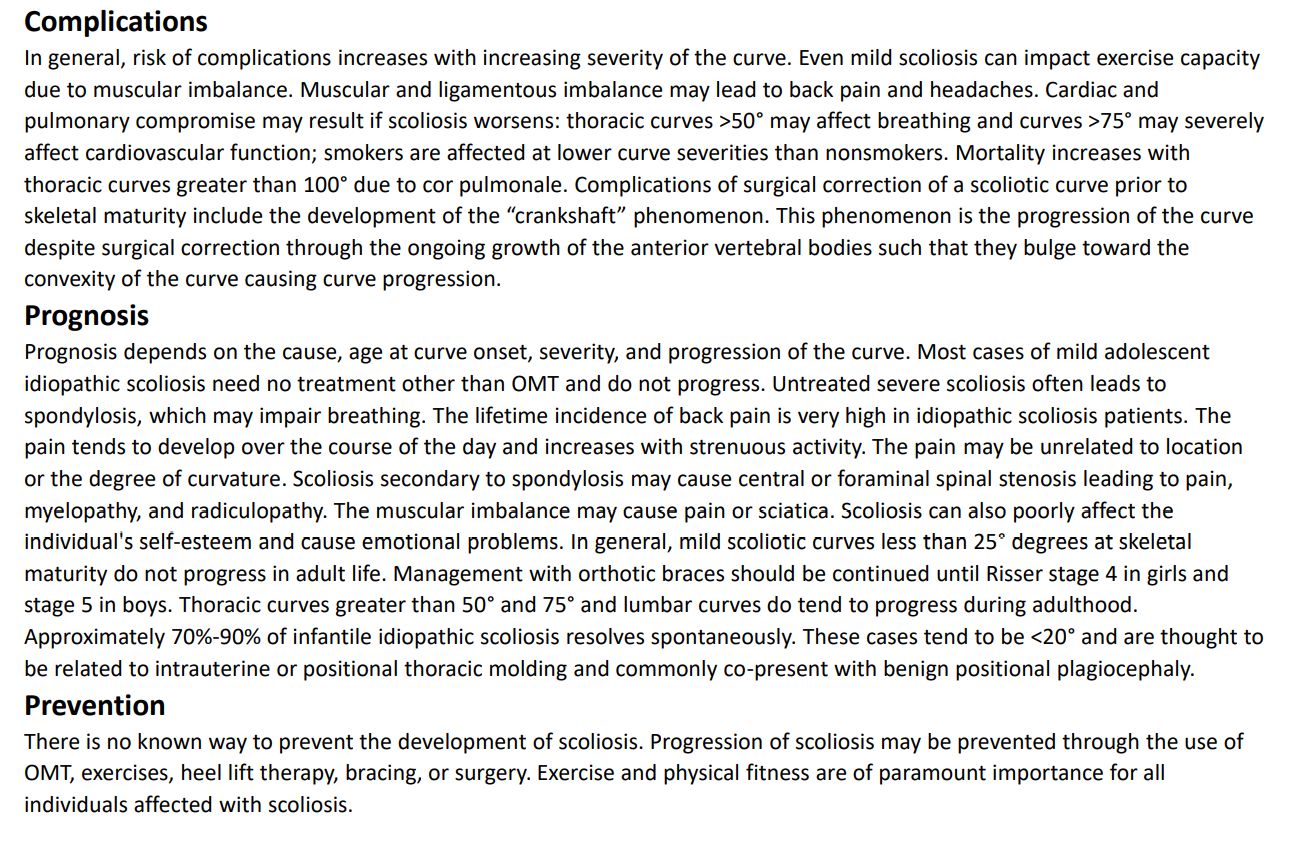 Complications
In general, risk of complications increases with increasing severity of the curve. Even mild scoliosis can impact exercise capacity
due to muscular imbalance. Muscular and ligamentous imbalance may lead to back pain and headaches. Cardiac and
pulmonary compromise may result if scoliosis worsens: thoracic curves >50° may affect breathing and curves >75° may severely
affect cardiovascular function; smokers are affected at lower curve severities than nonsmokers. Mortality increases with
thoracic curves greater than 100° due to cor pulmonale. Complications of surgical correction of a scoliotic curve prior to
skeletal maturity include the development of the “crankshaft” phenomenon. This phenomenon is the progression of the curve
despite surgical correction through the ongoing growth of the anterior vertebral bodies such that they bulge toward the
convexity of the curve causing curve progression.
Prognosis
Prognosis depends on the cause, age at curve onset, severity, and progression of the curve. Most cases of mild adolescent
idiopathic scoliosis need no treatment other than OMT and do not progress. Untreated severe scoliosis often leads to
spondylosis, which may impair breathing. The lifetime incidence of back pain is very high in idiopathic scoliosis patients. The
pain tends to develop over the course of the day and increases with strenuous activity. The pain may be unrelated to location
or the degree of curvature. Scoliosis secondary to spondylosis may cause central or foraminal spinal stenosis leading to pain,
myelopathy, and radiculopathy. The muscular imbalance may cause pain or sciatica. Scoliosis can also poorly affect the
individual's self-esteem and cause emotional problems. In general, mild scoliotic curves less than 25° degrees at skeletal
maturity do not progress in adult life. Management with orthotic braces should be continued until Risser stage 4 in girls and
stage 5 in boys. Thoracic curves greater than 50° and 75° and lumbar curves do tend to progress during adulthood.
Approximately 70%-90% of infantile idiopathic scoliosis resolves spontaneously. These cases tend to be <20° and are thought to
be related to intrauterine or positional thoracic molding and commonly co-present with benign positional plagiocephaly.
Prevention
There is no known way to prevent the development of scoliosis. Progression of scoliosis may be prevented through the use of
OMT, exercises, heel lift therapy, bracing, or surgery. Exercise and physical fitness are of paramount importance for all
individuals affected with scoliosis.